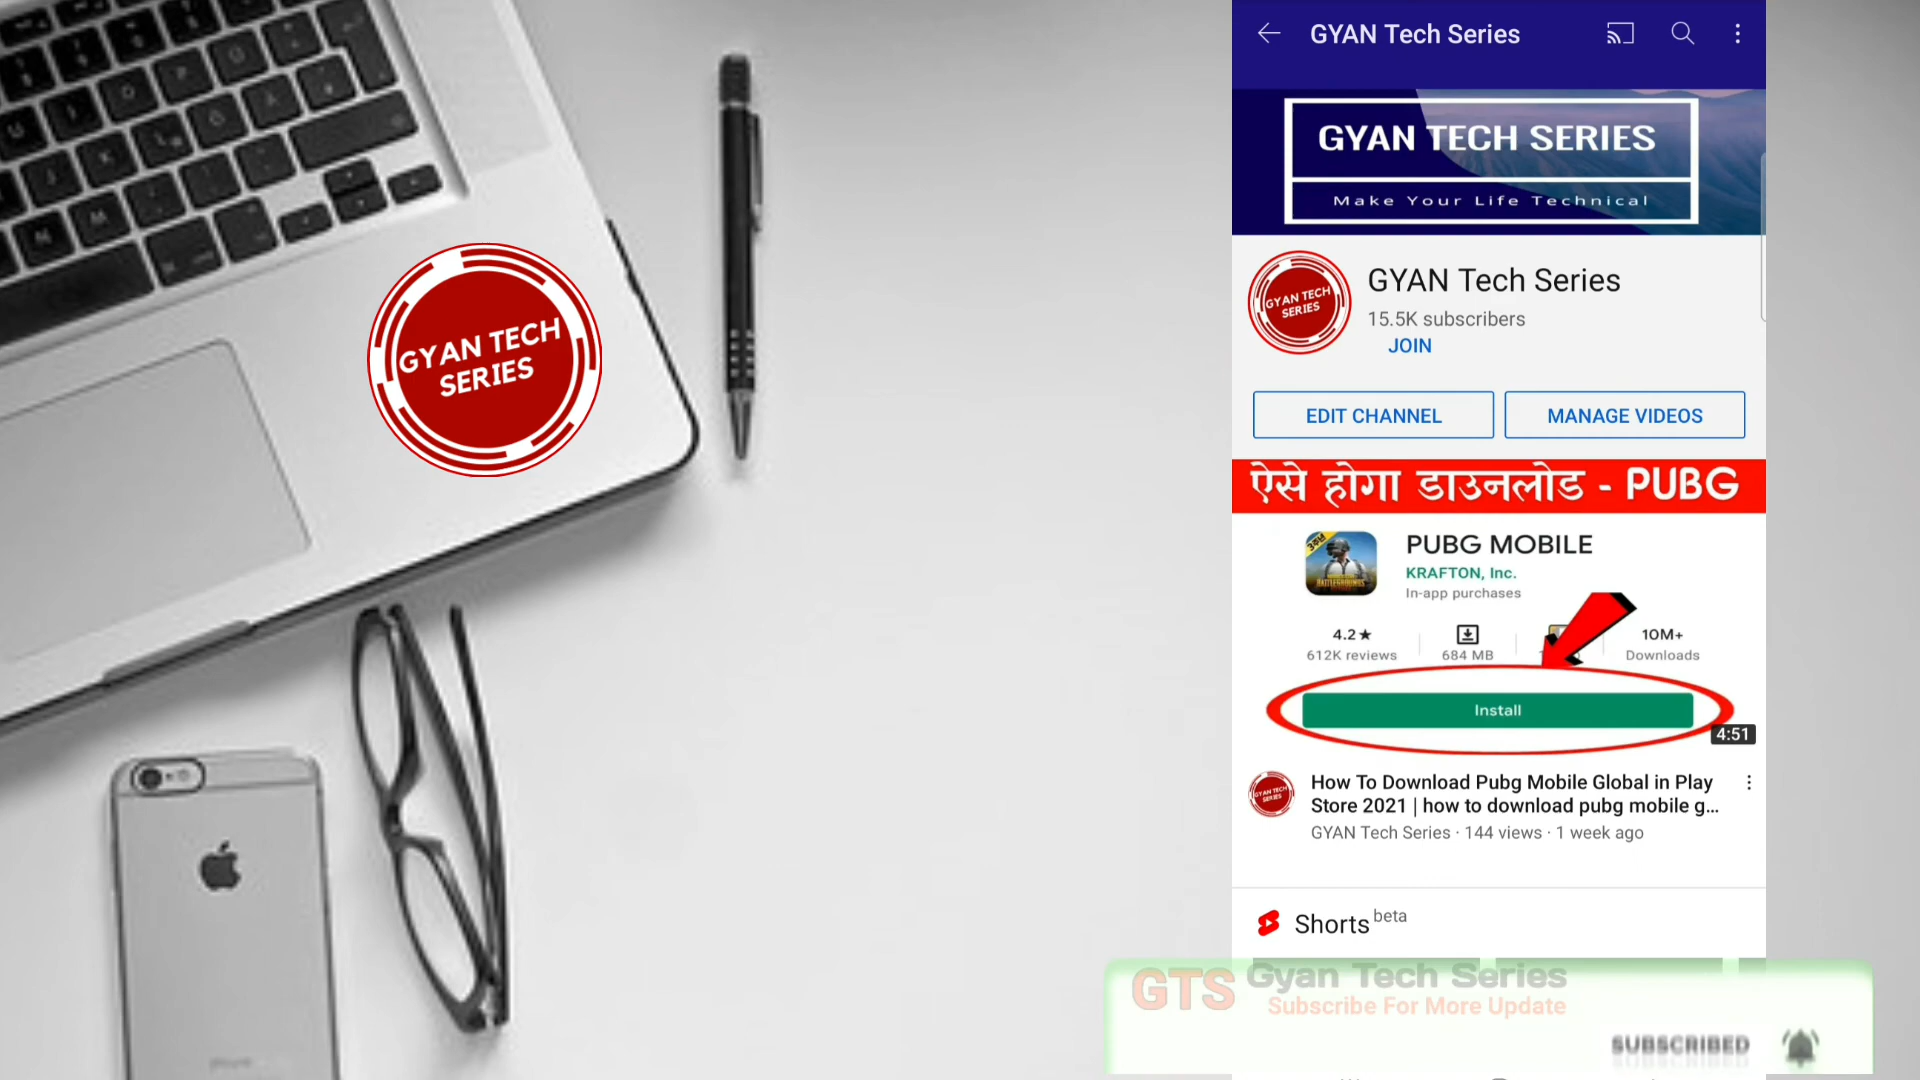 GYAN TECH
SERIES
GYAN Tech Series
GYAN TECH SERIES
Make Your Life Technical
GYAN TECH
SERIES
GYAN Tech Series
15.5K subscribers
JOIN
EDIT CHANNEL
MANAGE VIDEOS
ऐसे होगा डाउनलोड - PUBG
PUBG MOBILE
KRAFTON, Inc.
In-app purchases
4.2★
612K reviews
684 MB
10M+
Downloads
Install
4:51
GYAN TECH
SERIES
How To Download Pubg Mobile Global in Play
Store 2021 | how to download pubg mobile g...
GYAN Tech Series · 144 views · 1 week ago
Shorts beta
GTS Gyan Tech Series
Subscribe For More Update
SUBSCRIBED